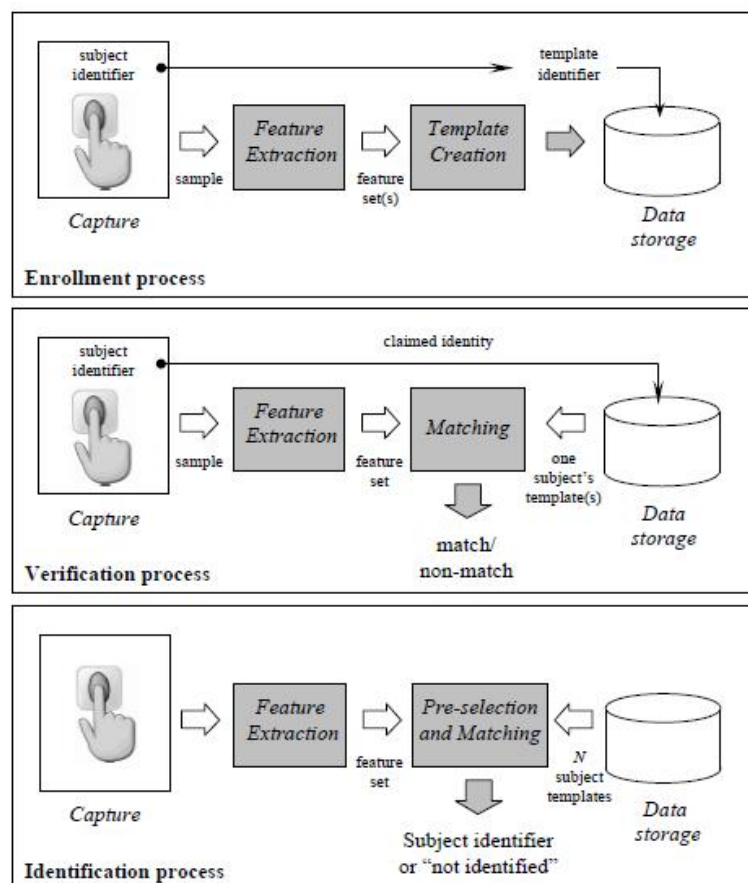 subject
identifier
template
identifier
Feature
Extraction
Template
Creation
sample
feature
set(s)
Capture
Data
storage
Enrollment process
subject
identifier
claimed identity
Feature
Extraction
Matching
sample
feature
set
one
subject's
template(s)
Capture
Data
storage
match/
non-match
Verification process
Feature
Extraction
Pre-selection
and Matching
feature
set
N
subject
templates
Capture
Data
storage
Subject identifier
or “not identified”
Identification process